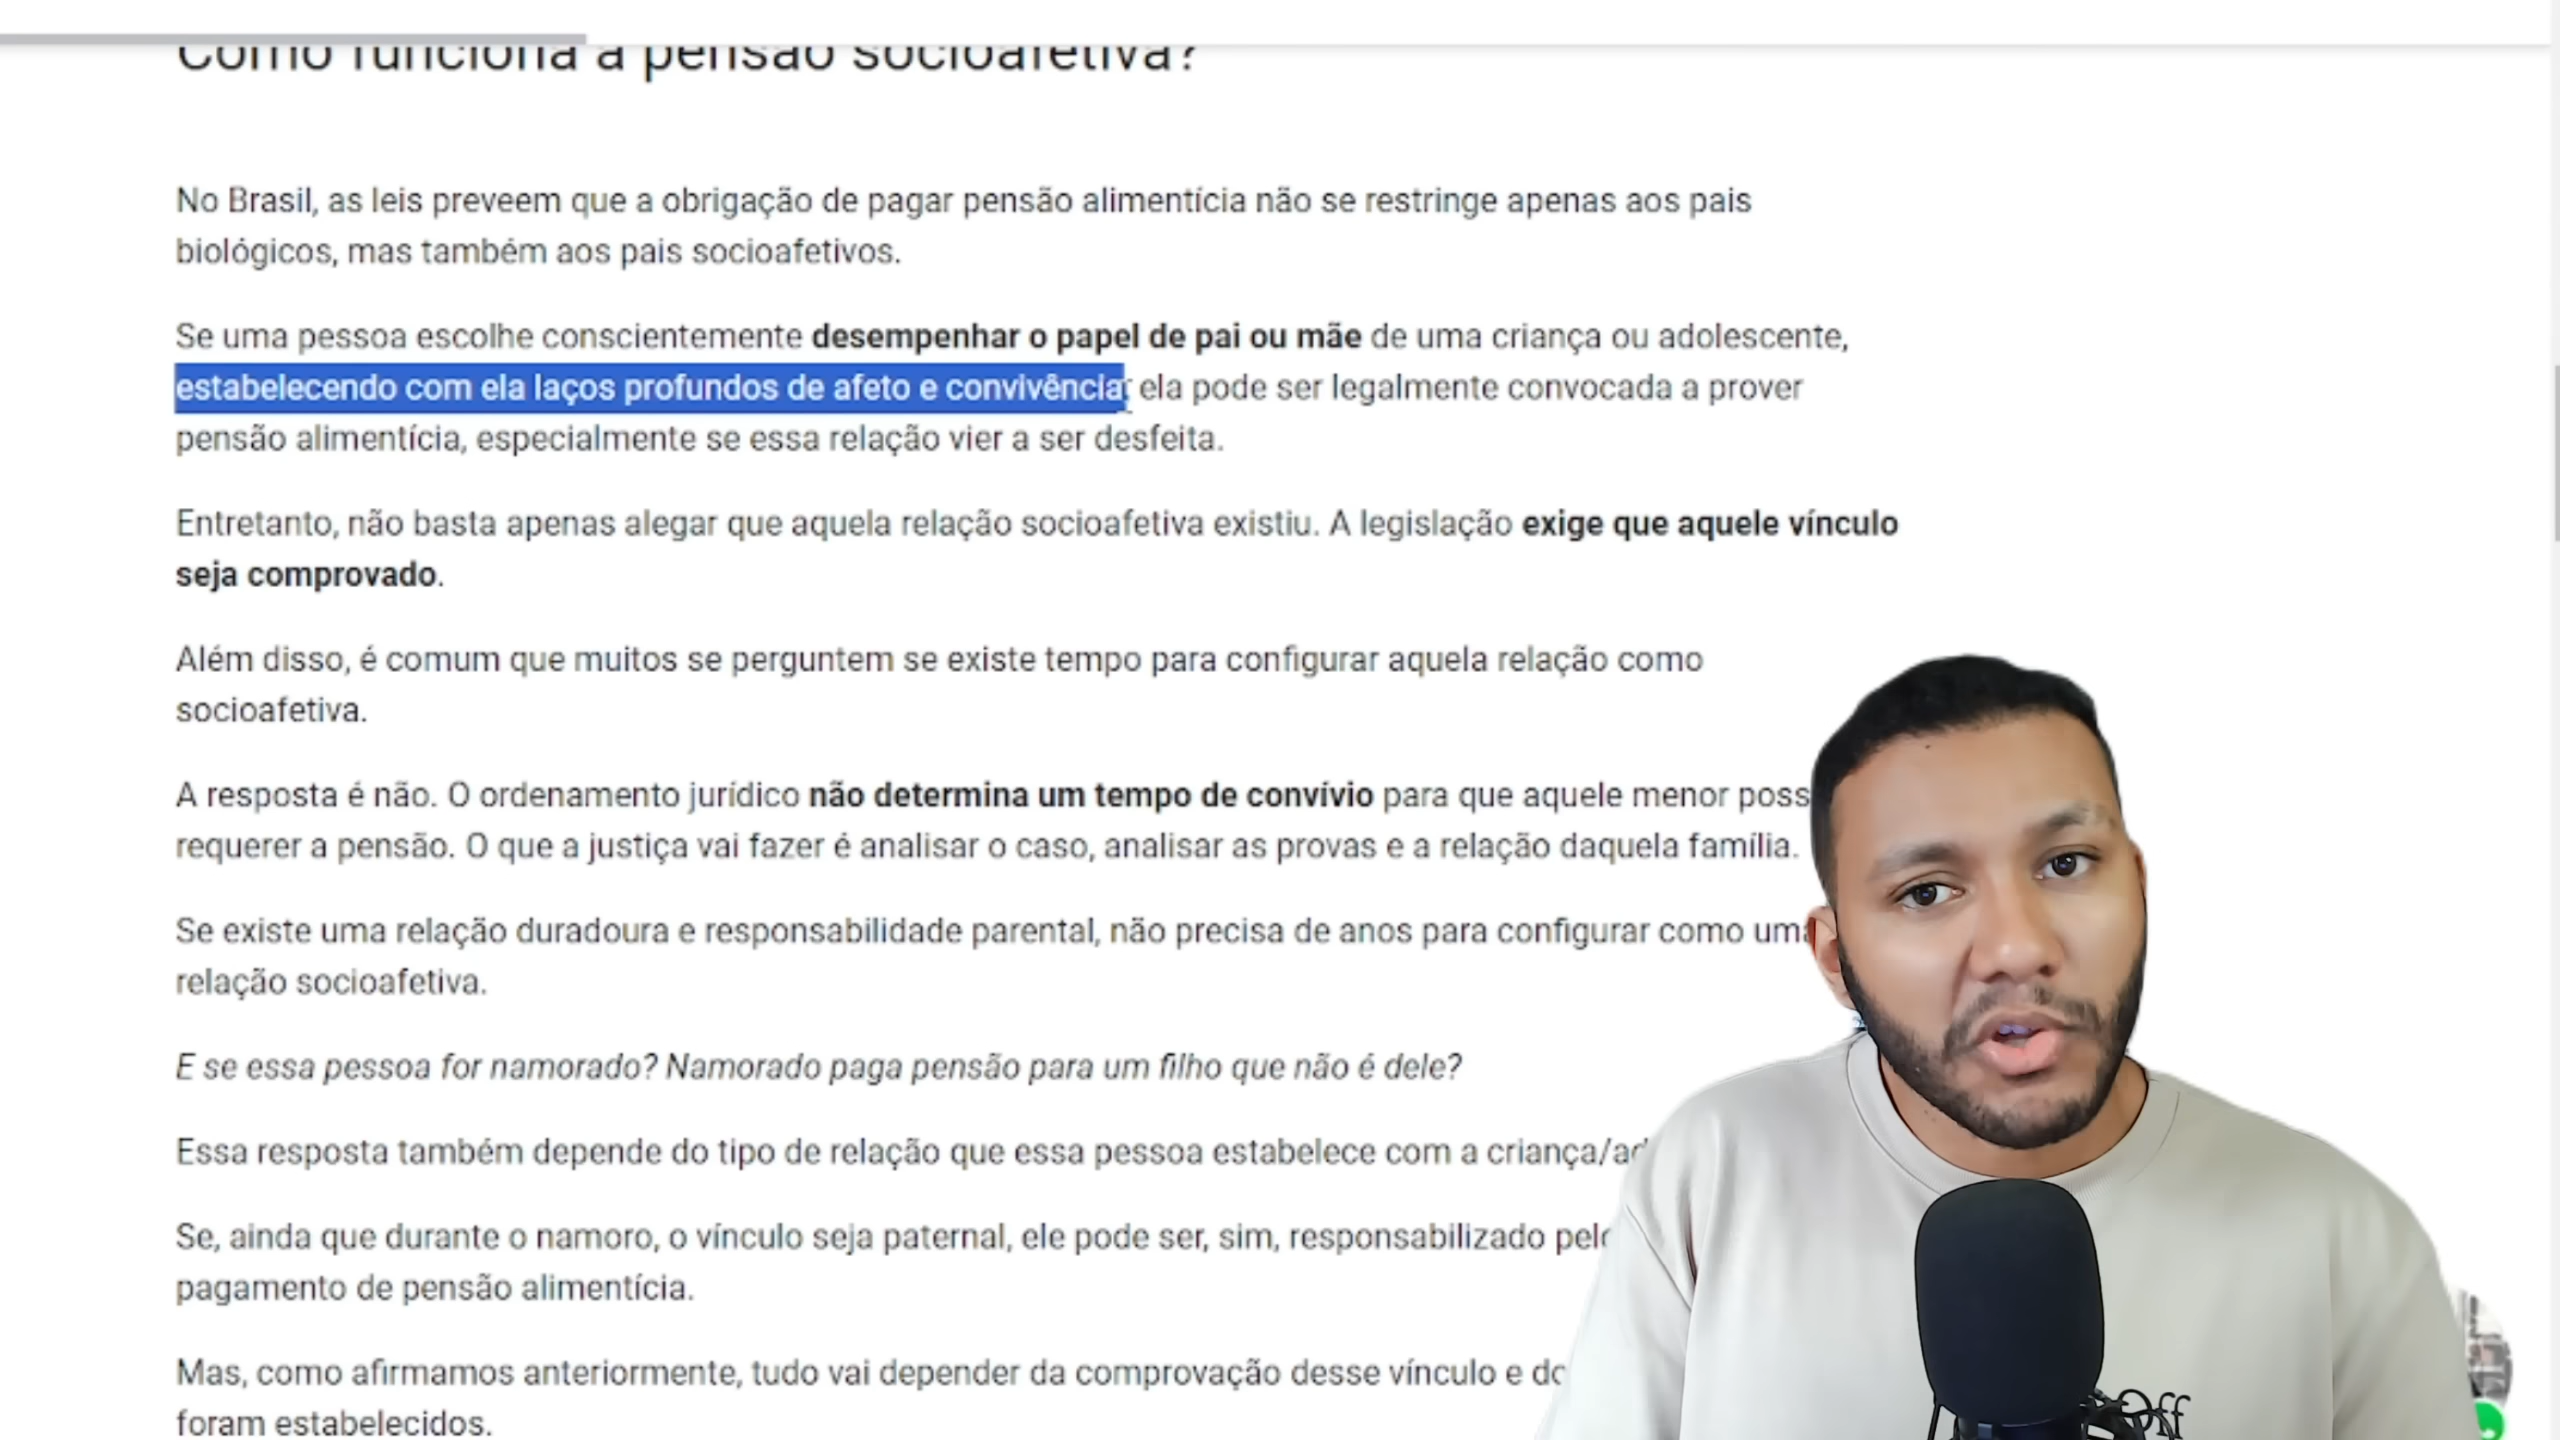 Como funciona a pensão socioafetiva?
No Brasil, as leis preveem que a obrigação de pagar pensão alimentícia não se restringe apenas aos pais
biológicos, mas também aos pais socioafetivos.
Se uma pessoa escolhe conscientemente desempenhar o papel de pai ou mãe de uma criança ou adolescente,
estabelecendo com ela laços profundos de afeto e convivência, ela pode ser legalmente convocada a prover
pensão alimentícia, especialmente se essa relação vier a ser desfeita.
Entretanto, não basta apenas alegar que aquela relação socioafetiva existiu. A legislação exige que aquele vínculo
seja comprovado.
Além disso, é comum que muitos se perguntem se existe tempo para configurar aquela relação como
socioafetiva.
A resposta é não. O ordenamento jurídico não determina um tempo de convívio para que aquele menor poss
requerer a pensão. O que a justiça vai fazer é analisar o caso, analisar as provas e a relação daquela família.
Se existe uma relação duradoura e responsabilidade parental, não precisa de anos para configurar como uma
relação socioafetiva.
E se essa pessoa for namorado? Namorado paga pensão para um filho que não é dele?
Essa resposta também depende do tipo de relação que essa pessoa estabelece com a criança/ad
Se, ainda que durante o namoro, o vínculo seja paternal, ele pode ser, sim, responsabilizado pelo
pagamento de pensão alimentícia.
Mas, como afirmamos anteriormente, tudo vai depender da comprovação desse vínculo e do
foram estabelecidos.
Off